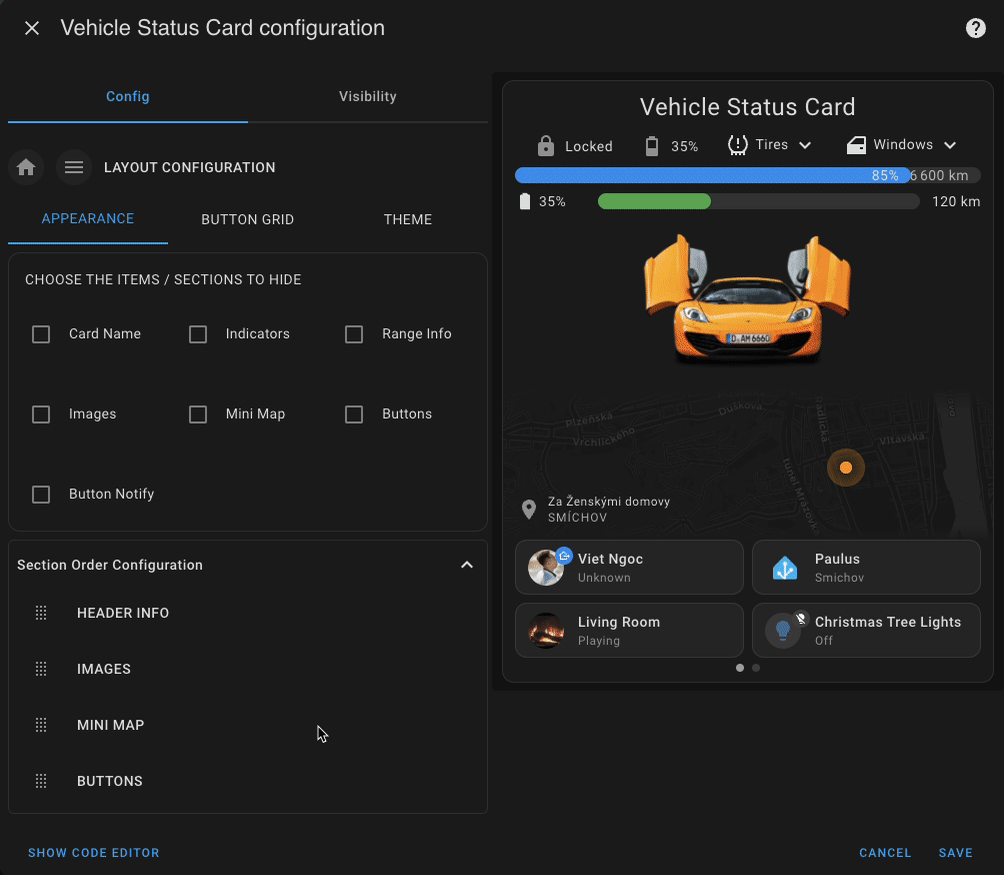 Vehicle Status Card configuration
Config
Visibility
LAYOUT CONFIGURATION
APPEARANCE
BUTTON GRID
THEME
CHOOSE THE ITEMS / SECTIONS TO HIDE
Card Name
Indicators
Range Info
Images
Mini Map
Buttons
Button Notify
Section Order Configuration
HEADER INFO
IMAGES
MINI MAP
BUTTONS
SHOW CODE EDITOR
Vehicle Status Card
Locked
35%
Tires
Windows
85%
6 600 km
35%
120 km
D AM 6660
Plzeňská
Vrchlického
Duškova
Radlická
Vltavská
tunel Mrázovka
Za Ženskými domovy
SMÍCHOV
Viet Ngoc
Unknown
Paulus
Smichov
Living Room
Playing
Christmas Tree Lights
Off
CANCEL
SAVE